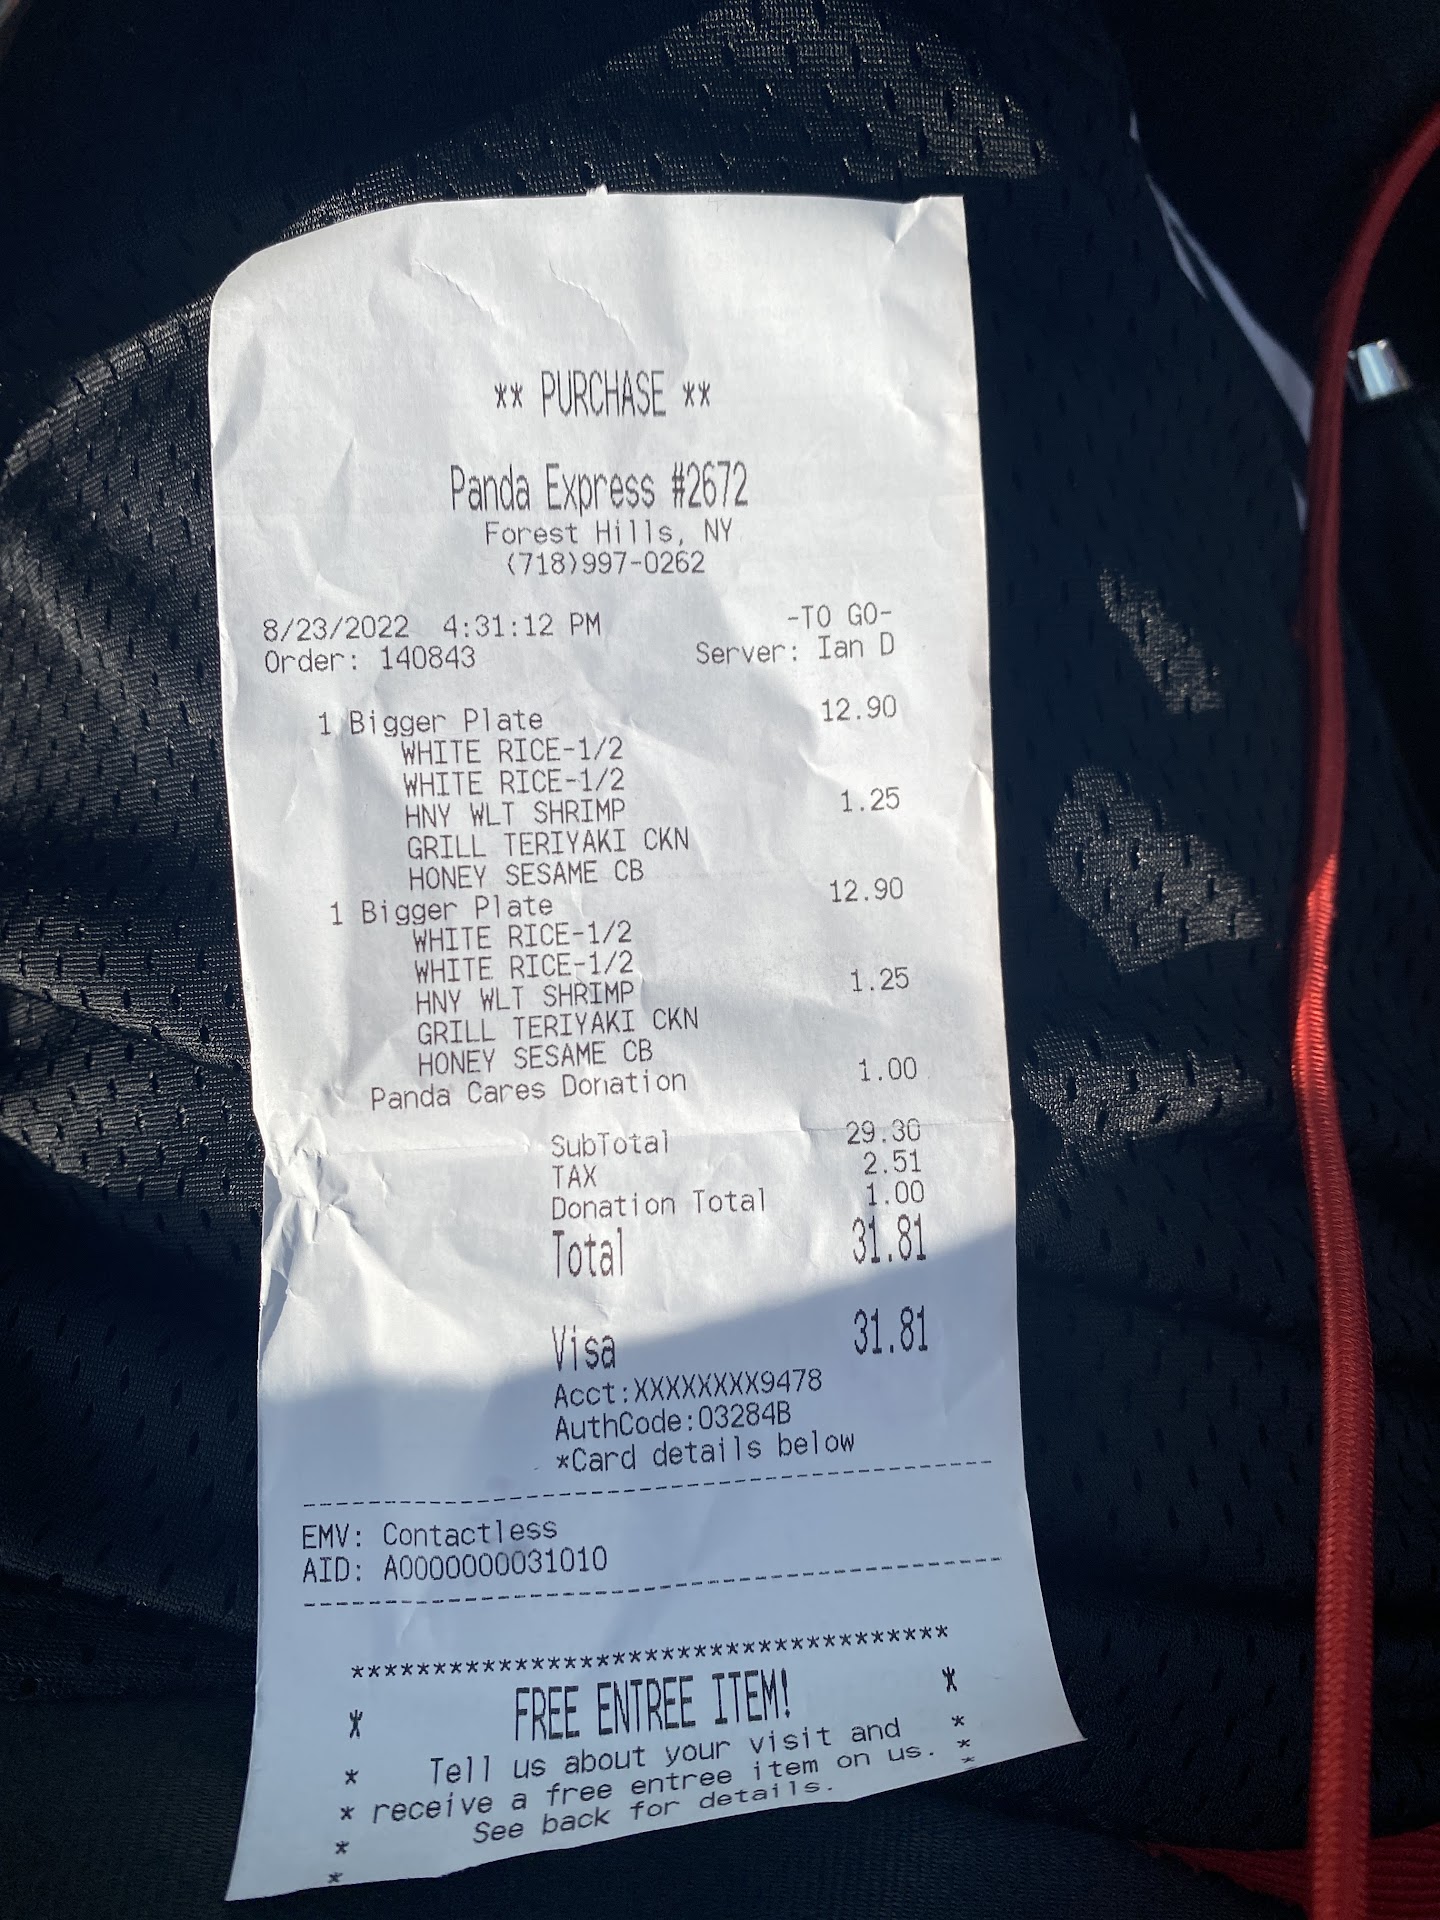 ** PURCHASE **
Panda Express #2672
Forest Hills, NY
(718)997-0262
8/23/2022 4:31:12 PM -TO GO-
Order: 140843 Server: Ian D
1 Bigger Plate 12.90
WHITE RICE-1/2
WHITE RICE-1/2
HNY WLT SHRIMP 1.25
GRILL TERIYAKI CKN
HONEY SESAME CB
1 Bigger Plate 12.90
WHITE RICE-1/2
WHITE RICE-1/2
HNY WLT SHRIMP 1.25
GRILL TERIYAKI CKN
HONEY SESAME CB
Panda Cares Donation 1.00
SubTotal 29.30
TAX 2.51
Donation Total 1.00
Total 31.81
Visa 31.81
Acct:XXXXXXXX9478
AuthCode:03284B
*Card details below
--------------------------------------------
EMV: Contactless
AID: A0000000031010
--------------------------------------------
*************************************
* FREE ENTREE ITEM! *
* Tell us about your visit and *
* receive a free entree item on us. *
* See back for details.
*